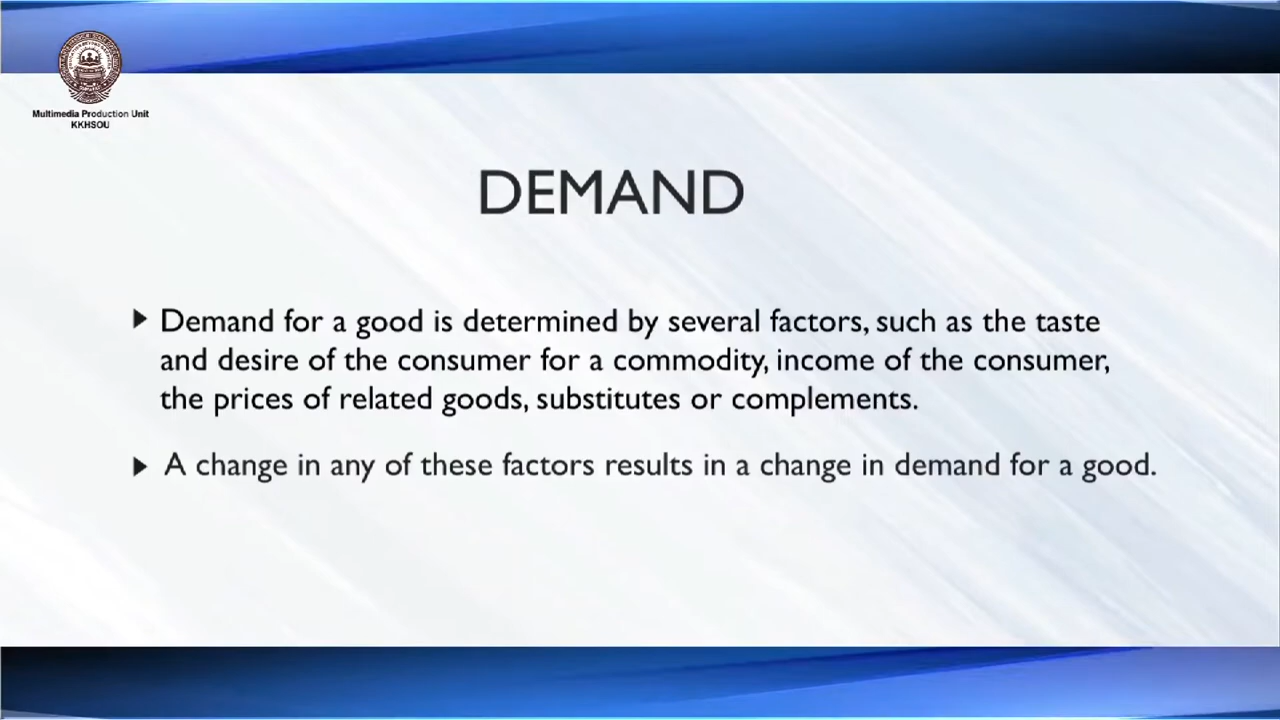 Multimedia Production Unit
KKHSOU
DEMAND
Demand for a good is determined by several factors, such as the taste
and desire of the consumer for a commodity, income of the consumer,
the prices of related goods, substitutes or complements.
A change in any of these factors results in a change in demand for a good.